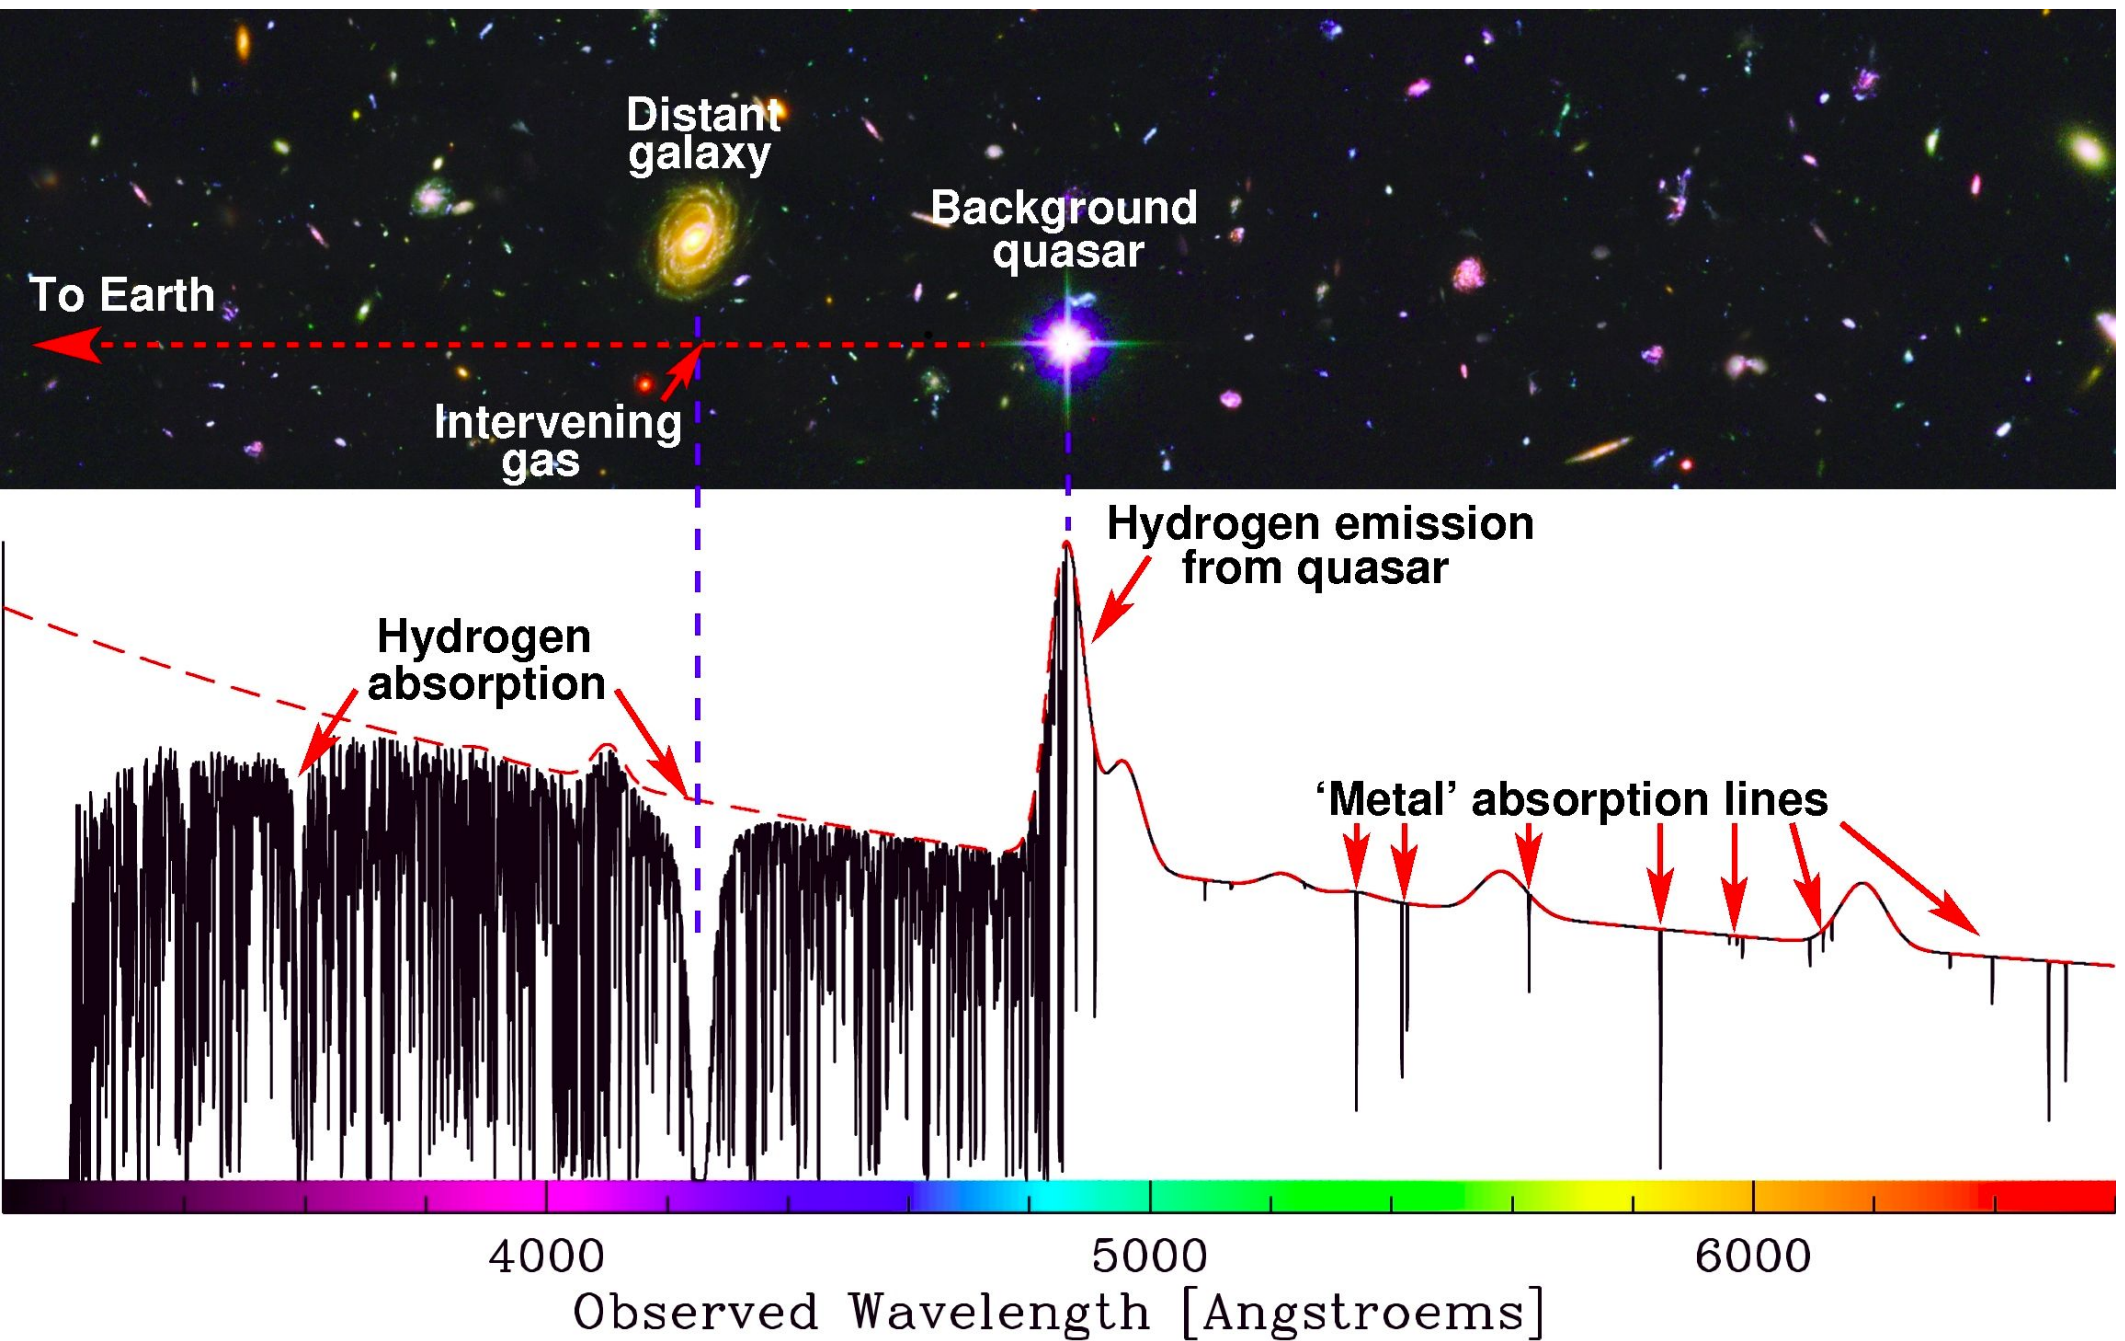 Distant
galaxy
Background
quasar
To Earth
Intervening
gas
Hydrogen emission
from quasar
Hydrogen
absorption
‘Metal’ absorption lines
4000 5000 6000
Observed Wavelength [Angstroems]